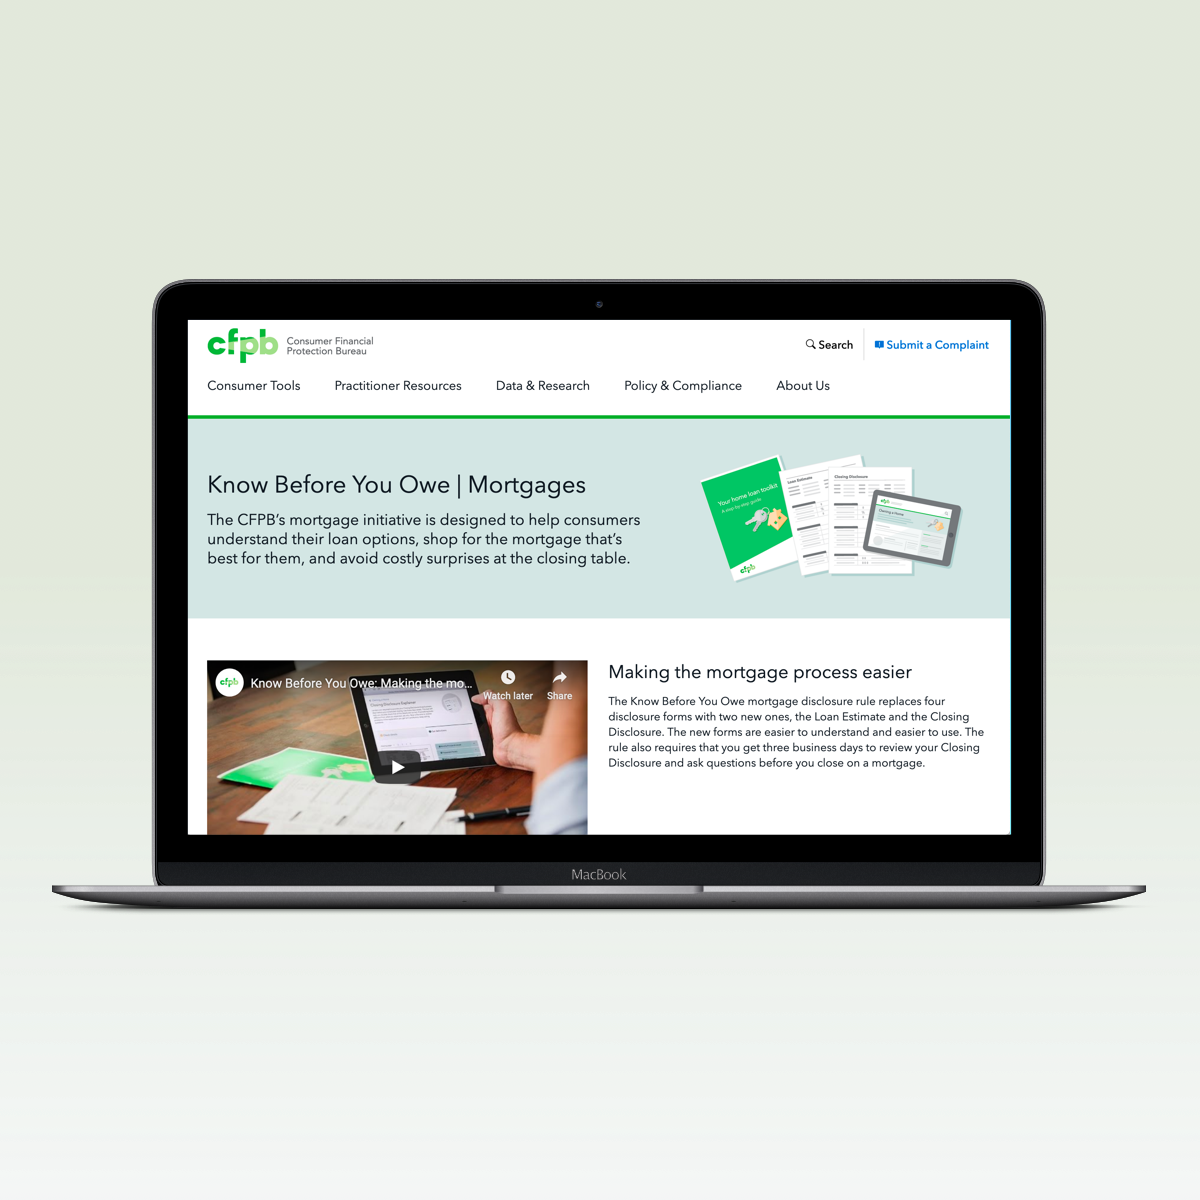 cfpb Consumer Financial
Protection Bureau
Search
Submit a Complaint
Consumer Tools
Practitioner Resources
Data & Research
Policy & Compliance
About Us
Know Before You Owe | Mortgages
The CFPB's mortgage initiative is designed to help consumers
understand their loan options, shop for the mortgage that's
best for them, and avoid costly surprises at the closing table.
Your home loan toolkit
A step-by-step guide
cfpb
Loan Estimate
Closing Disclosure
cfpb
Closing a Home
cfpb
Know Before You Owe: Making the mo...
Watch later
Share
Closing Disclosure Explainer
Making the mortgage process easier
The Know Before You Owe mortgage disclosure rule replaces four
disclosure forms with two new ones, the Loan Estimate and the Closing
Disclosure. The new forms are easier to understand and easier to use. The
rule also requires that you get three business days to review your Closing
Disclosure and ask questions before you close on a mortgage.
MacBook